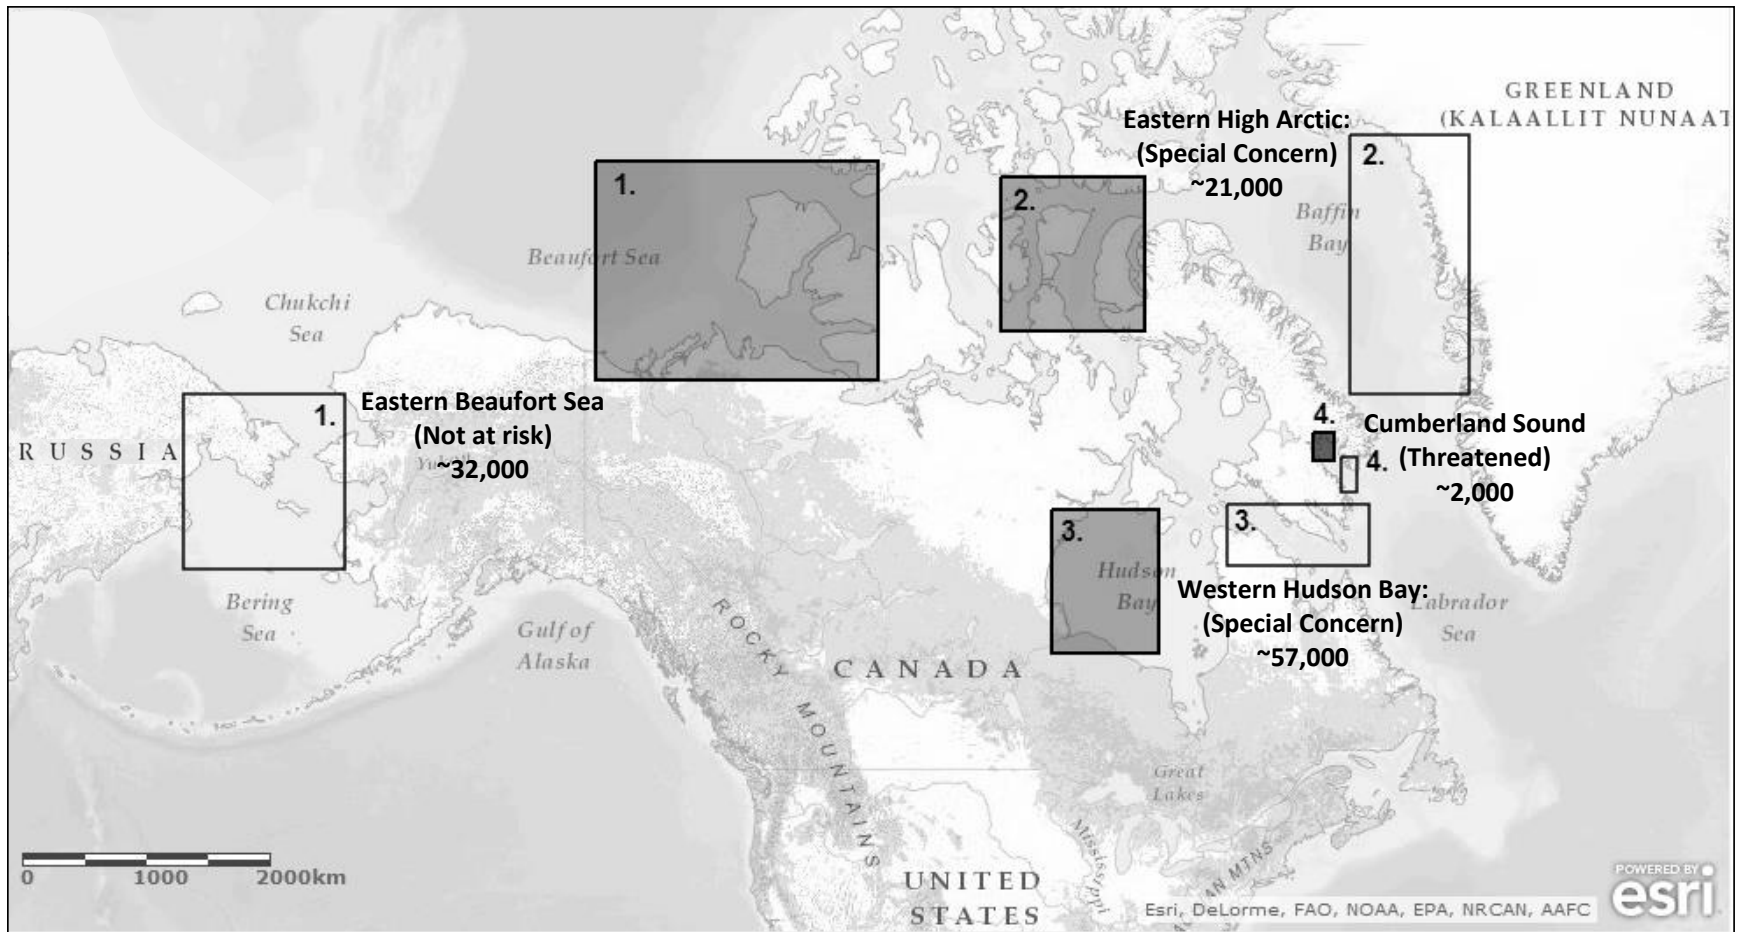 GREENLAND
(KALAALLIT NUNAAT
Eastern High Arctic:
(Special Concern)
~21,000
2.
1.
2.
Baffin
Bay
Beaufort Sea
Chukchi
Sea
1.
Eastern Beaufort Sea
(Not at risk)
~32,000
RUSSIA
Yukon
4.
Cumberland Sound
4.
(Threatened)
~2,000
3.
3.
Hudson
Bay
Western Hudson Bay:
(Special Concern)
~57,000
Labrador
Sea
Bering
Sea
Gulf of
Alaska
ROCKY MOUNTAINS
CANADA
Great
Lakes
Mississippi
AN MTNS
UNITED
STATES
0 1000 2000km
POWERED BY
esri
Esri, DeLorme, FAO, NOAA, EPA, NRCAN, AAFC